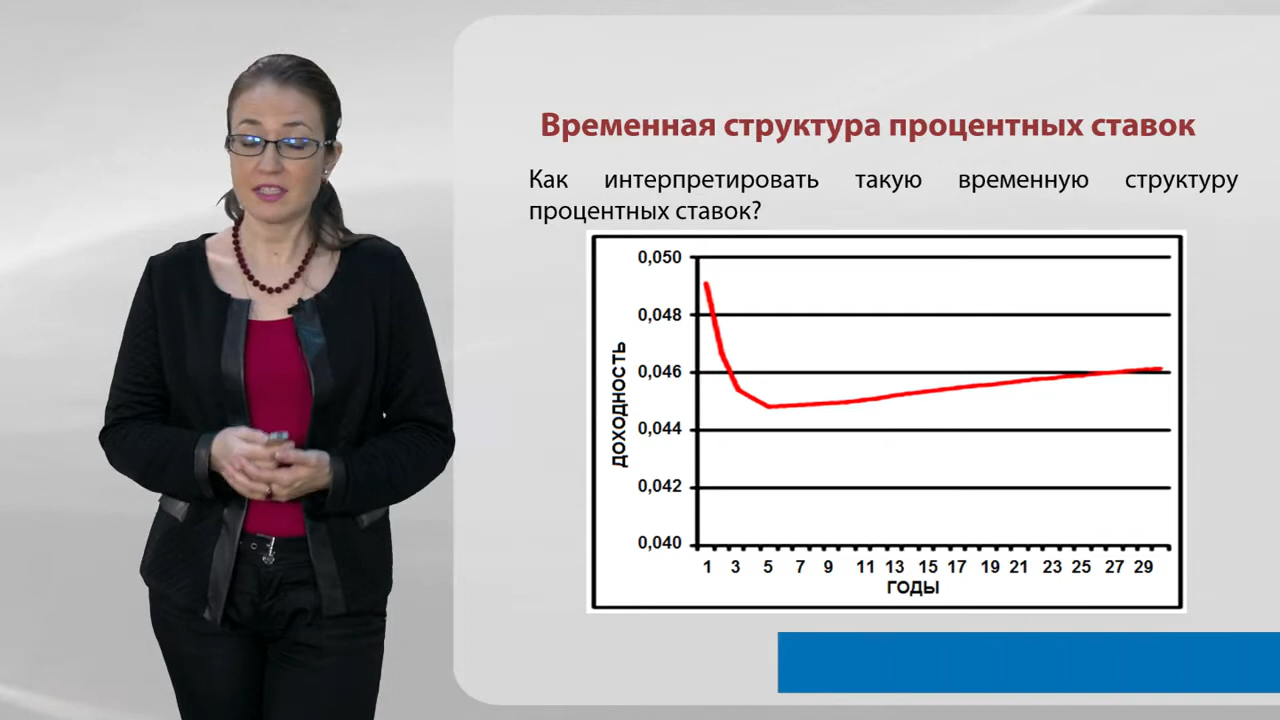 Временная структура процентных ставок
Как интерпретировать такую временную структуру
процентных ставок?
0,050
0,048
0,046
0,044
0,042
0,040
ДОХОДНОСТЬ
1 3 5 7 9 11 13 15 17 19 21 23 25 27 29
ГОДЫ